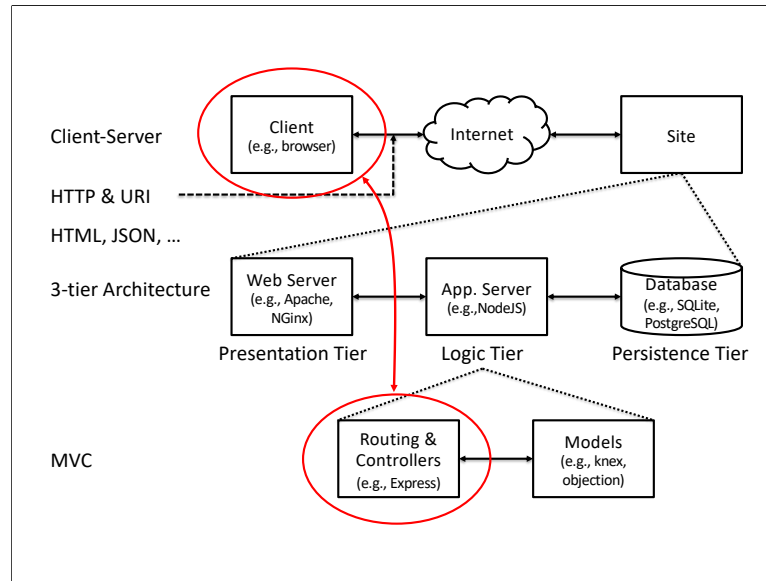 Client-Server
Client
(e.g., browser)
Internet
Site
HTTP & URI
HTML, JSON, ...
3-tier Architecture
Web Server
(e.g., Apache,
NGinx)
App. Server
(e.g.,NodeJS)
Database
(e.g., SQLite,
PostgreSQL)
Presentation Tier
Logic Tier
Persistence Tier
MVC
Routing &
Controllers
(e.g., Express)
Models
(e.g., knex,
objection)